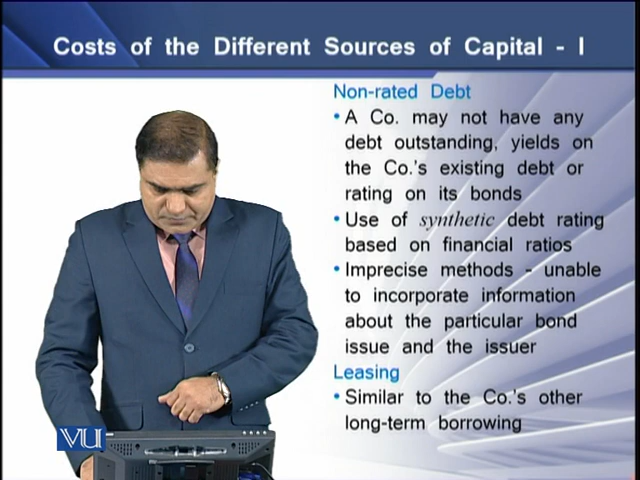 Costs of the Different Sources of Capital - I
Non-rated Debt
• A Co. may not have any
debt outstanding, yields on
the Co.'s existing debt or
rating on its bonds
• Use of synthetic debt rating
based on financial ratios
• Imprecise methods - unable
to incorporate information
about the particular bond
issue and the issuer
Leasing
• Similar to the Co.'s other
long-term borrowing
VU